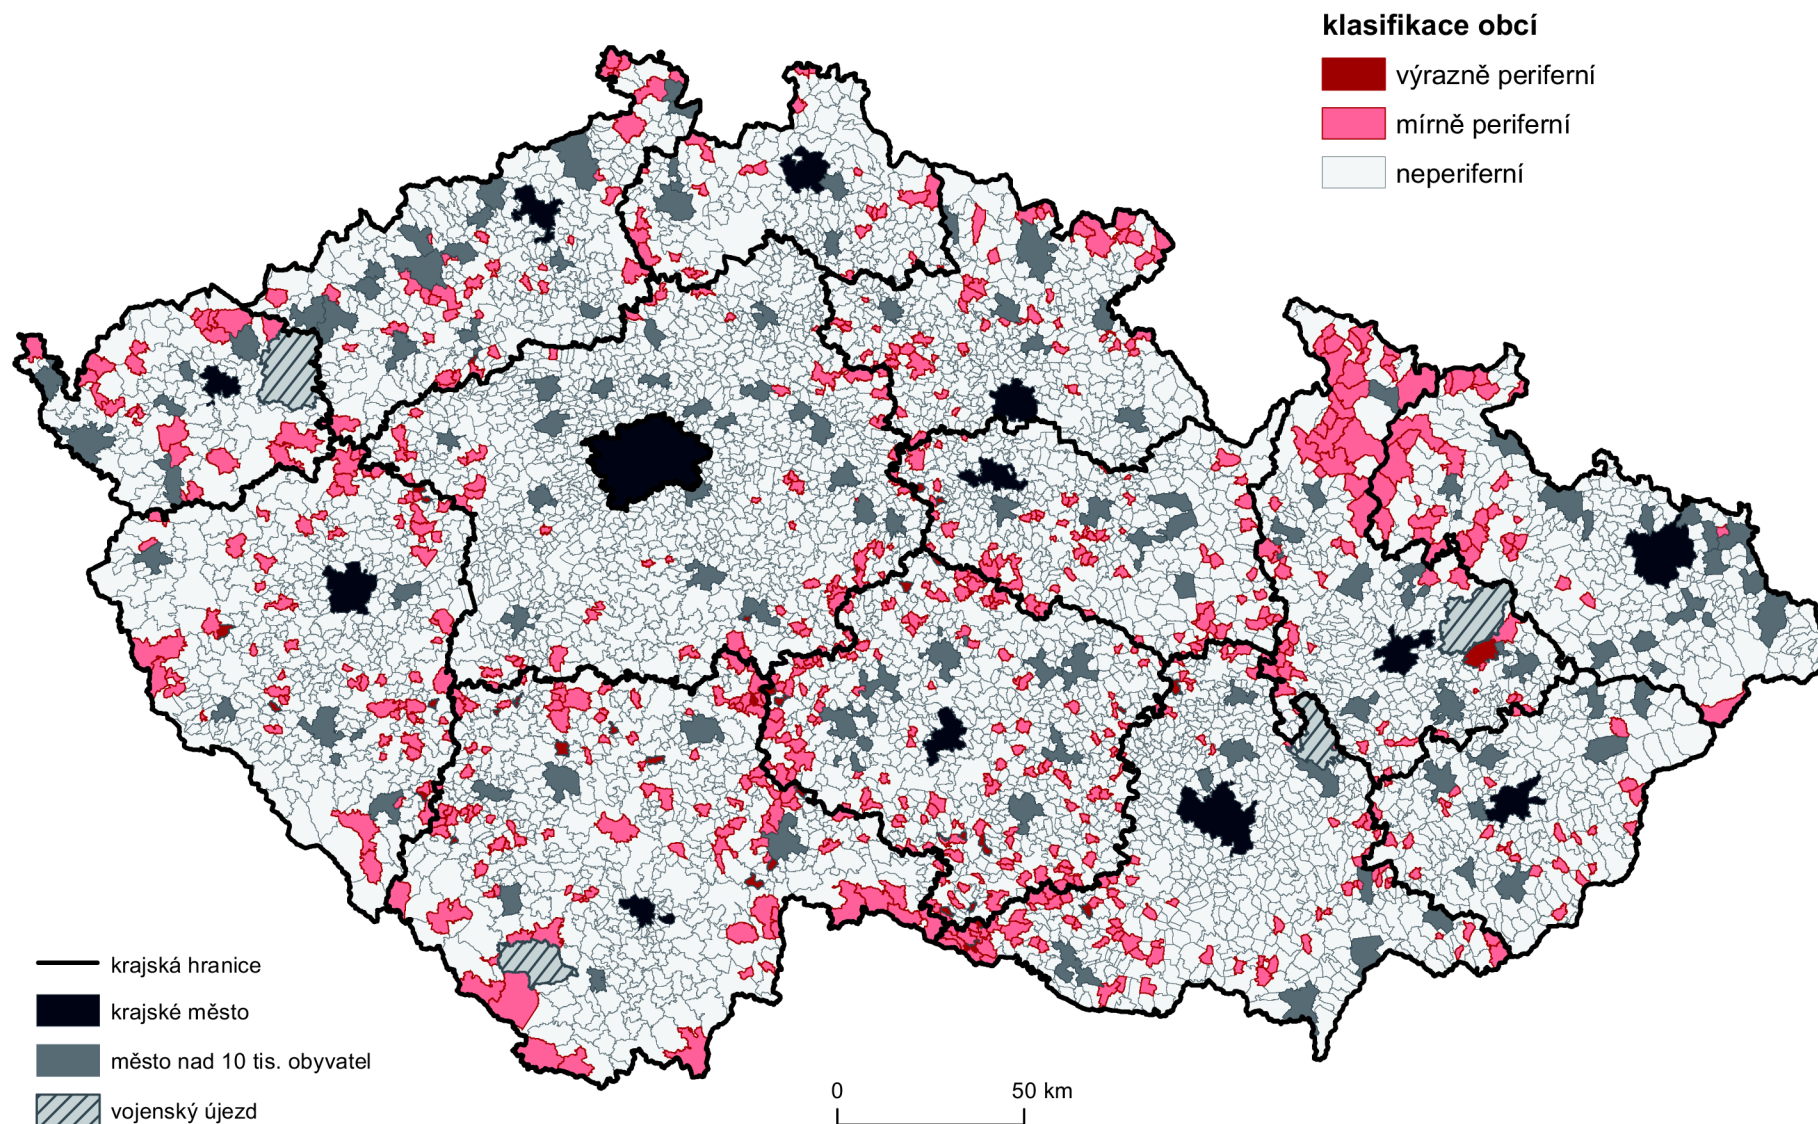 klasifikace obcí
výrazně periferní
mírně periferní
neperiferní
krajská hranice
krajské město
město nad 10 tis. obyvatel
vojenský újezd
0 50 km